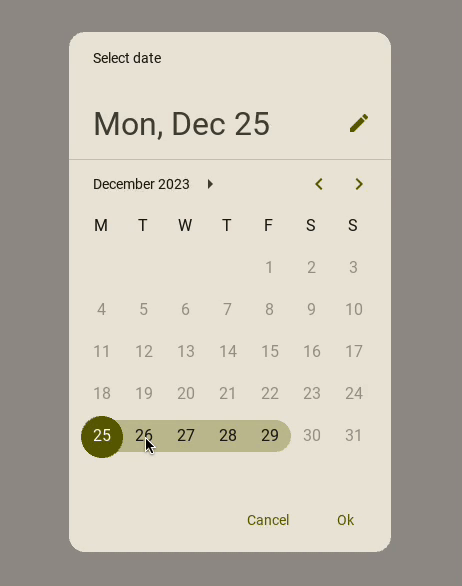 Select date
Mon, Dec 25
December 2023
M T W T F S S
1 2 3
4 5 6 7 8 9 10
11 12 13 14 15 16 17
18 19 20 21 22 23 24
25 26 27 28 29 30 31
Cancel Ok